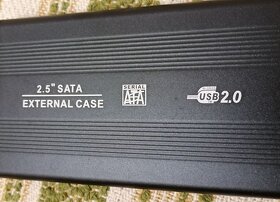 2.5" SATA
EXTERNAL CASE
SERIAL
ATA
USB 2.0